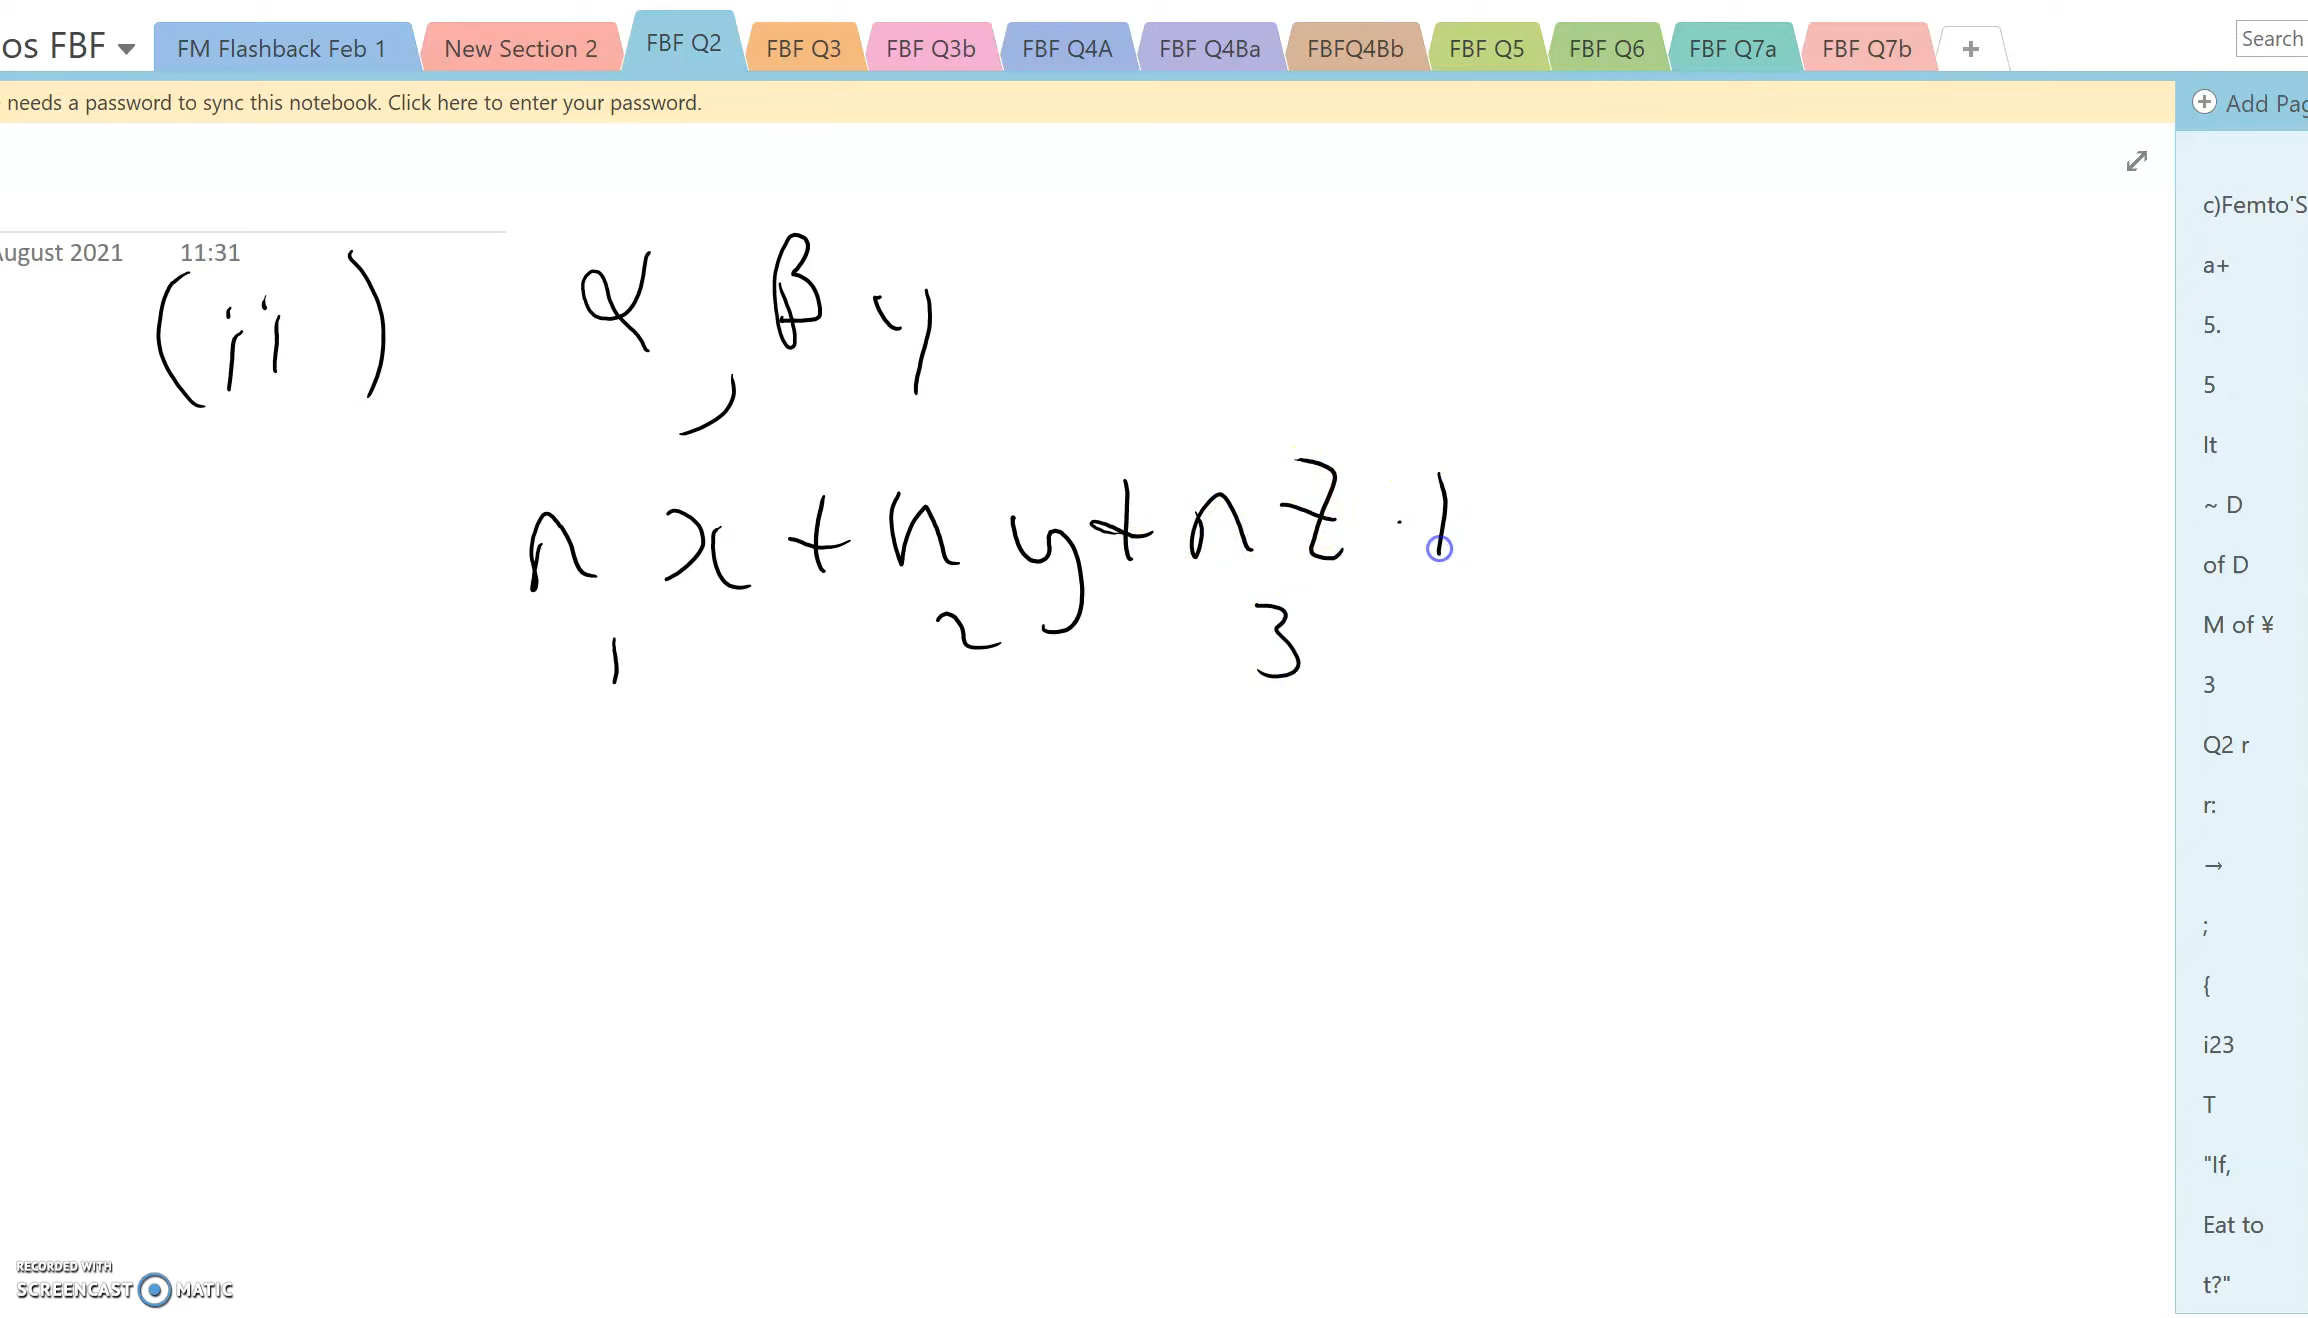 os FBF FM Flashback Feb 1 New Section 2 FBF Q2 FBF Q3 FBF Q3b FBF Q4A FBF Q4Ba FBFQ4Bb FBF Q5 FBF Q6 FBF Q7a FBF Q7b + Search
needs a password to sync this notebook. Click here to enter your password.
Add Pag
August 2021 11:31
(ii) α, β γ
n₁x + n₂y + n₃z . 1
c)Femto'S
a+
5.
5
It
~ D
of D
M of ¥
3
Q2 r
r:
→
;
{
i23
T
"If,
Eat to
t?"
RECORDED WITH
SCREENCAST MATIC